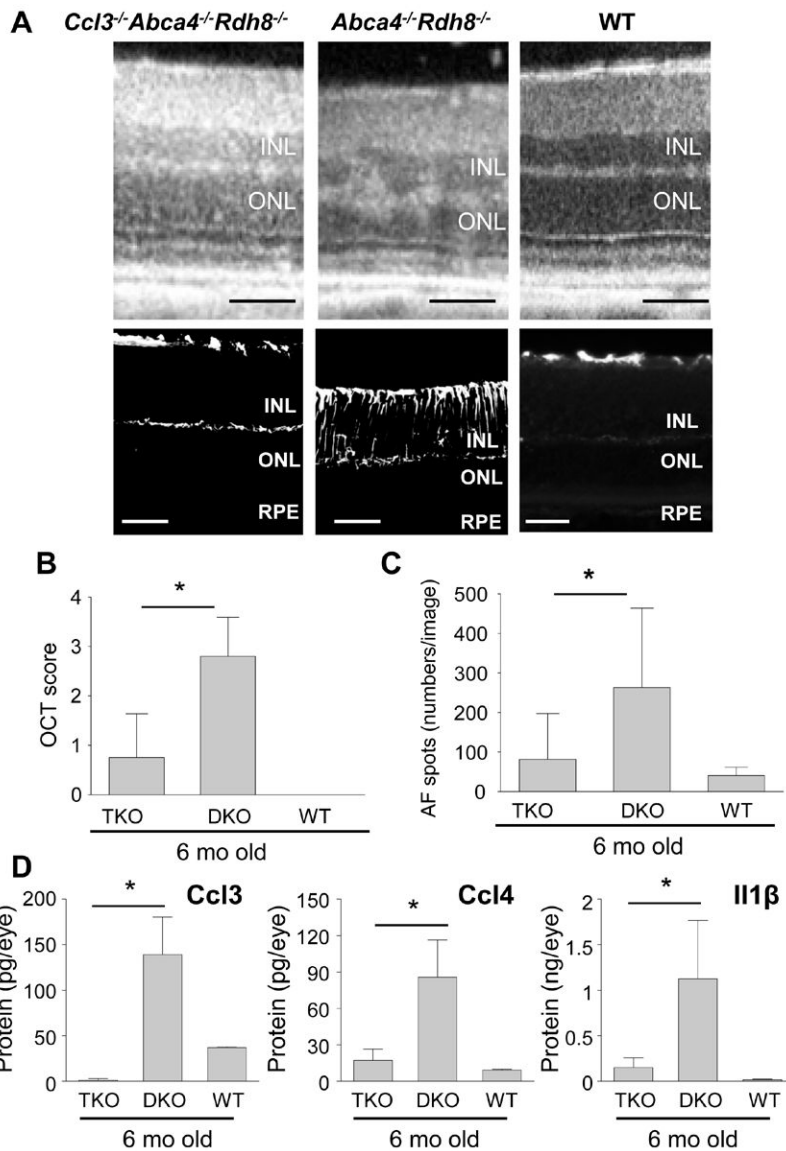 A
Ccl3-/-Abca4-/-Rdh8-/- Abca4-/-Rdh8-/- WT
INL
ONL
INL
ONL
INL
ONL
INL
ONL
RPE
INL
ONL
RPE
INL
ONL
RPE
B
OCT score
4
3
2
1
0
*
TKO DKO WT
6 mo old
C
AF spots (numbers/image)
500
400
300
200
100
0
*
TKO DKO WT
6 mo old
D
Protein (pg/eye)
200
150
100
50
0
*
Ccl3
TKO DKO WT
6 mo old
Protein (pg/eye)
150
120
90
60
30
0
*
Ccl4
TKO DKO WT
6 mo old
Protein (ng/eye)
2
1.5
1
0.5
0
*
Il1β
TKO DKO WT
6 mo old